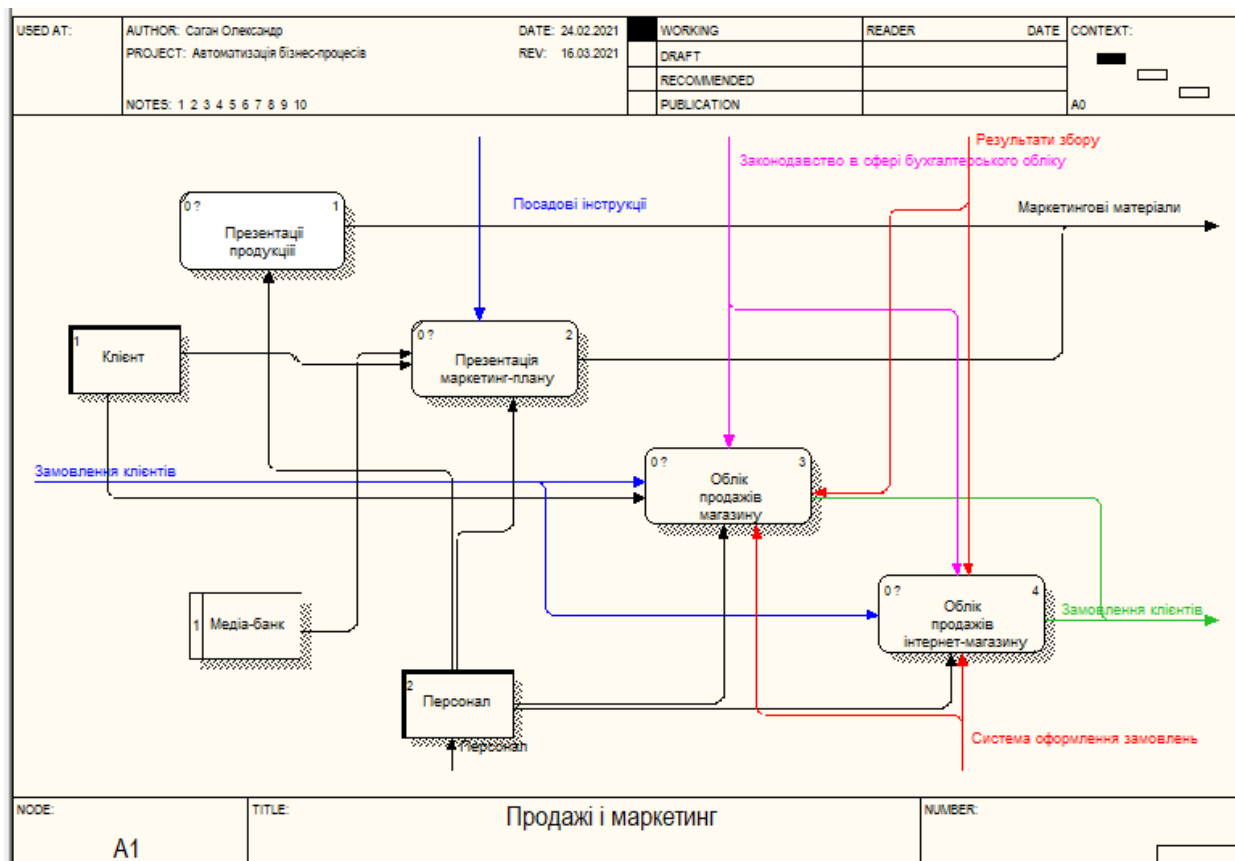 USED AT:
AUTHOR: Саган Олександр
DATE: 24.02.2021
PROJECT: Автоматизація бізнес-процесів
REV: 16.03.2021
NOTES: 1 2 3 4 5 6 7 8 9 10
WORKING
DRAFT
RECOMMENDED
PUBLICATION
READER
DATE
CONTEXT:
A0
Результати збору
Законодавство в сфері бухгалтерського обліку
Посадові інструкції
Маркетингові матеріали
0 ?
1
Презентації
продукціїї
1
Клієнт
0 ?
2
Презентація
маркетинг-плану
Замовлення клієнтів
0 ?
3
Облік
продажів
магазину
0 ?
4
Облік
продажів
інтернет-магазину
Замовлення клієнтів
1
Медіа-банк
2
Персонал
Персонал
Система оформлення замовлень
NODE:
A1
TITLE:
Продажі і маркетинг
NUMBER: